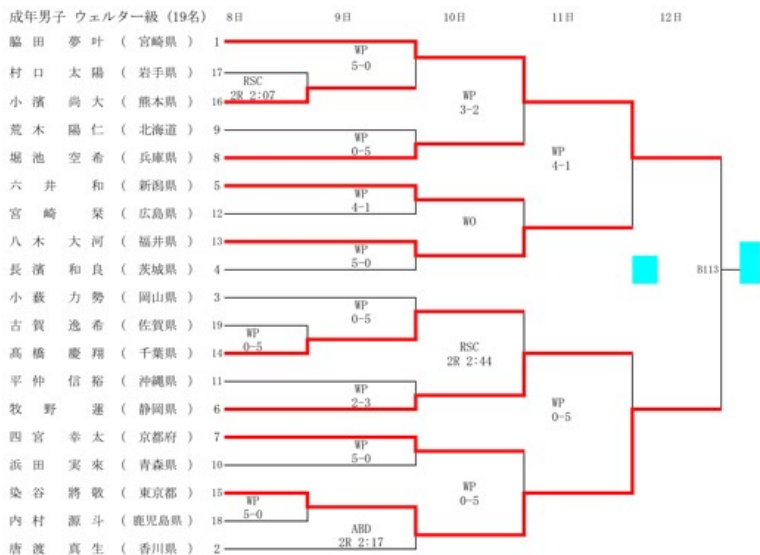 成年男子 ウェルター級 (19名) 8日 9日 10日 11日 12日
脇田 夢叶 ( 宮崎県 ) 1
村口 太陽 ( 岩手県 ) 17
小濱 尚大 ( 熊本県 ) 16
荒木 陽仁 ( 北海道 ) 9
堀池 空希 ( 兵庫県 ) 8
六井 和 ( 新潟県 ) 5
宮崎 栞 ( 広島県 ) 12
八木 大河 ( 福井県 ) 13
長濱 和良 ( 茨城県 ) 4
小薮 力勢 ( 岡山県 ) 3
古賀 逸希 ( 佐賀県 ) 19
髙橋 慶翔 ( 千葉県 ) 14
平仲 信裕 ( 沖縄県 ) 11
牧野 蓮 ( 静岡県 ) 6
四宮 幸太 ( 京都府 ) 7
浜田 実來 ( 青森県 ) 10
染谷 將敬 ( 東京都 ) 15
内村 源斗 ( 鹿児島県 ) 18
唐渡 真生 ( 香川県 ) 2
RSC
2R 2:07
WP
0-5
WP
5-0
WP
5-0
WP
0-5
WP
4-1
WP
5-0
WP
0-5
WP
2-3
WP
5-0
ABD
2R 2:17
WP
3-2
WO
RSC
2R 2:44
WP
0-5
WP
4-1
WP
0-5
B113